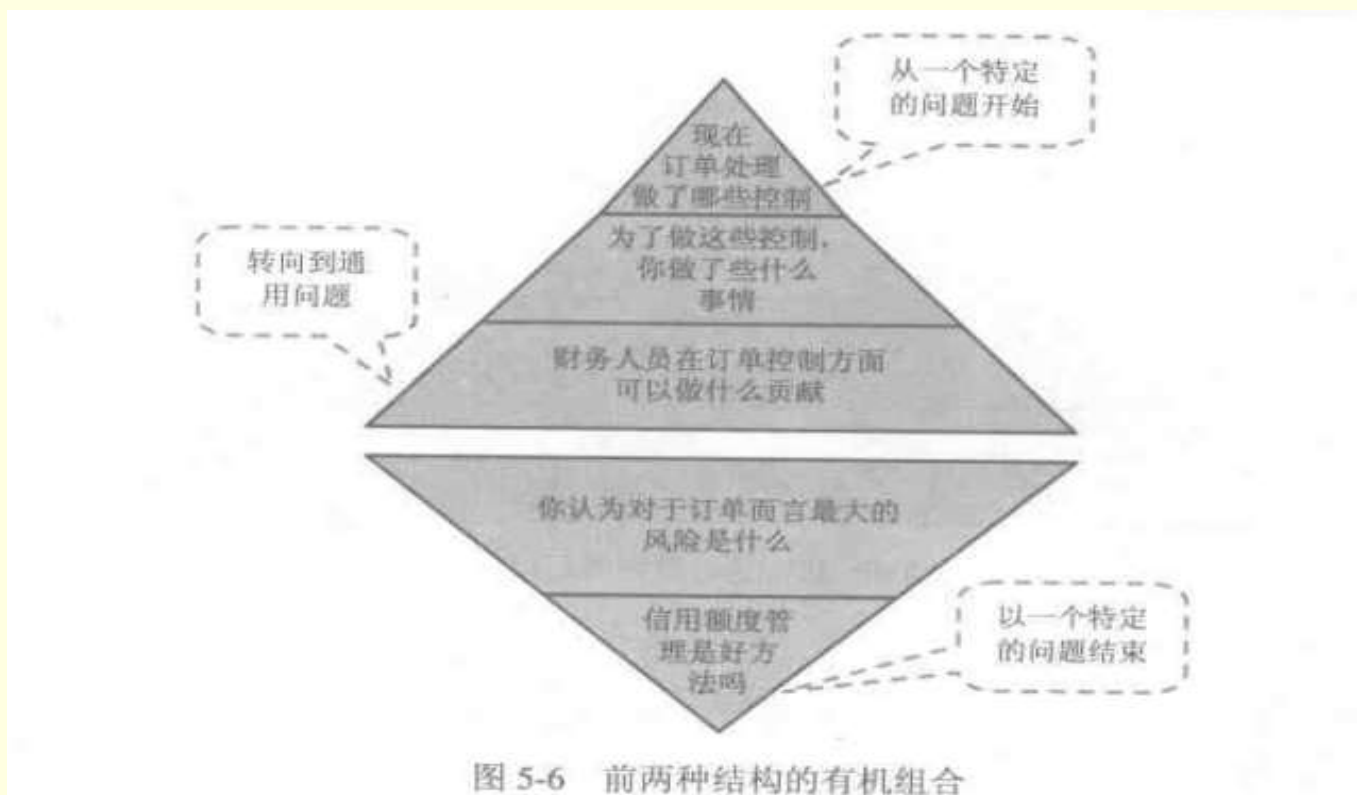 从一个特定
的问题开始
现在
订单处理
做了哪些控制
为了做这些控制，
你做了些什么
事情
转向到通
用问题
财务人员在订单控制方面
可以做什么贡献
你认为对于订单而言最大的
风险是什么
信用额度管
理是好方
法吗
以一个特定
的问题结束
图 5-6 前两种结构的有机组合